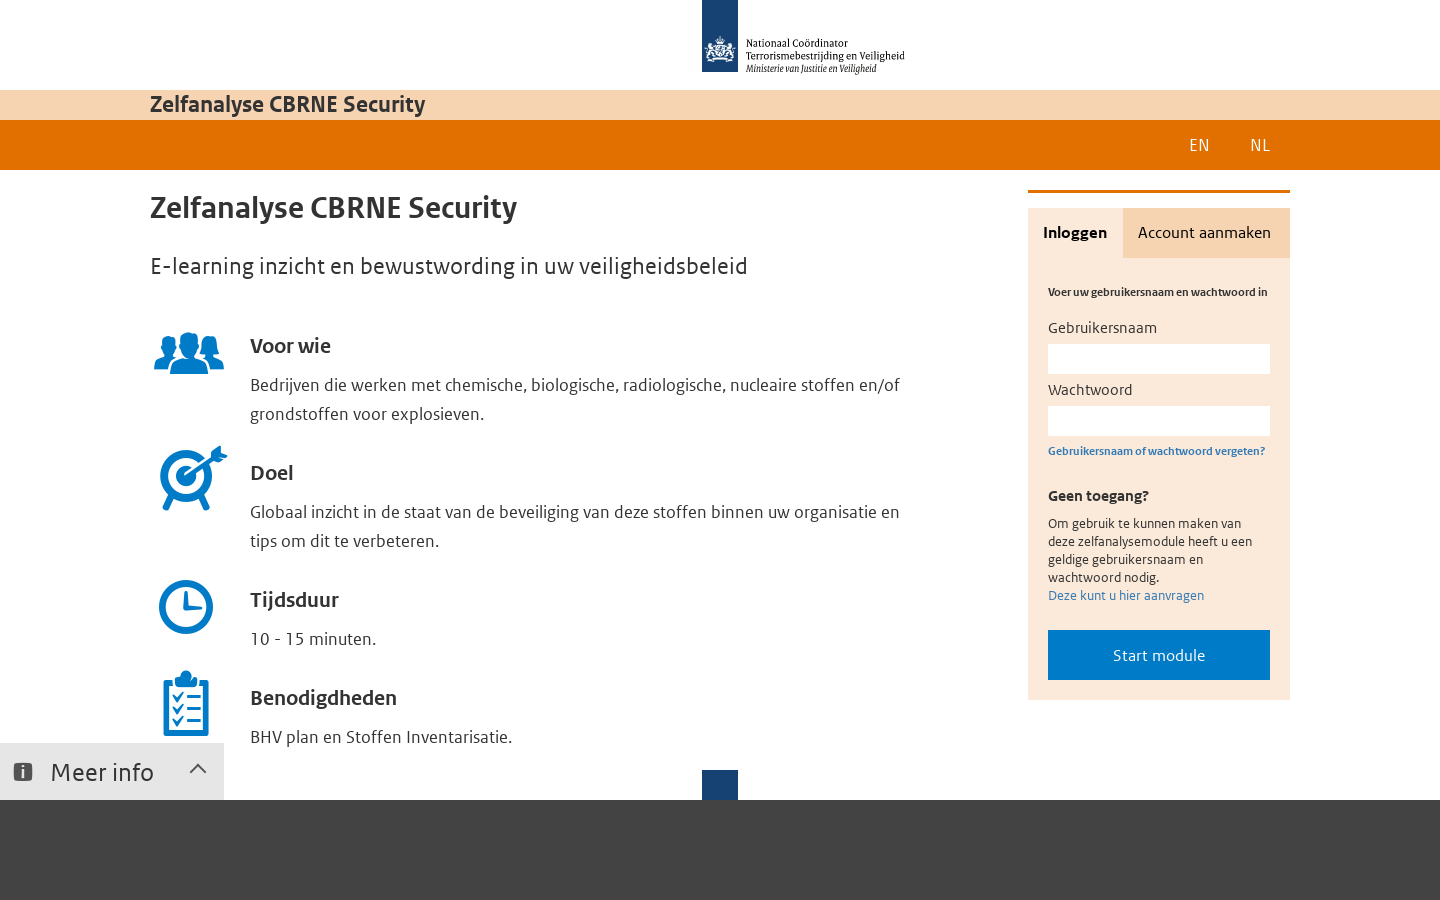 Nationaal Coördinator
Terrorismebestrijding en Veiligheid
Ministerie van Justitie en Veiligheid
Zelfanalyse CBRNE Security
EN NL
Zelfanalyse CBRNE Security
E-learning inzicht en bewustwording in uw veiligheidsbeleid
Voor wie
Bedrijven die werken met chemische, biologische, radiologische, nucleaire stoffen en/of
grondstoffen voor explosieven.
Doel
Globaal inzicht in de staat van de beveiliging van deze stoffen binnen uw organisatie en
tips om dit te verbeteren.
Tijdsduur
10 - 15 minuten.
Benodigdheden
BHV plan en Stoffen Inventarisatie.
Inloggen Account aanmaken
Voer uw gebruikersnaam en wachtwoord in
Gebruikersnaam
Wachtwoord
Gebruikersnaam of wachtwoord vergeten?
Geen toegang?
Om gebruik te kunnen maken van
deze zelfanalysemodule heeft u een
geldige gebruikersnaam en
wachtwoord nodig.
Deze kunt u hier aanvragen
Start module
Meer info